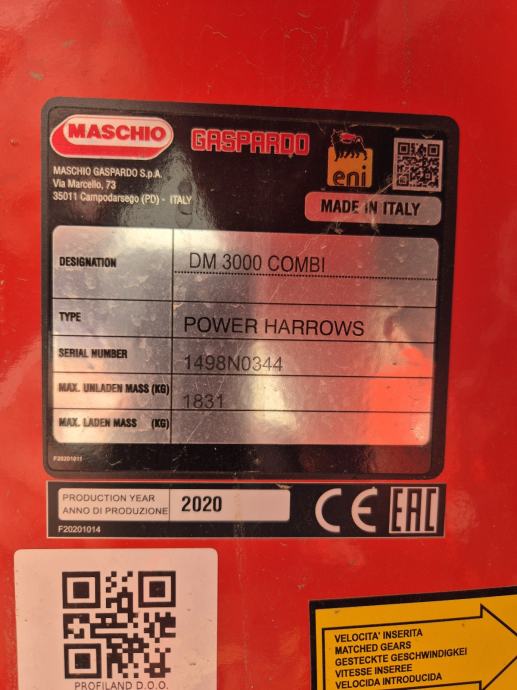 MASCHIO GASPARDO
eni
MASCHIO GASPARDO S.p.A.
Via Marcello, 73
35011 Campodarsego (PD) - ITALY
MADE IN ITALY
DESIGNATION DM 3000 COMBI
TYPE POWER HARROWS
SERIAL NUMBER 1498N0344
MAX. UNLADEN MASS (KG) 1831
MAX. LADEN MASS (KG)
F20201011
PRODUCTION YEAR
ANNO DI PRODUZIONE 2020
F20201014
CE EAC
PROFILAND D.O.O.
VELOCITA' INSERITA
MATCHED GEARS
GESTECKTE GESCHWINDIGKEI
VITESSE INSEREE
VELOCIDA INTRODUCIDA